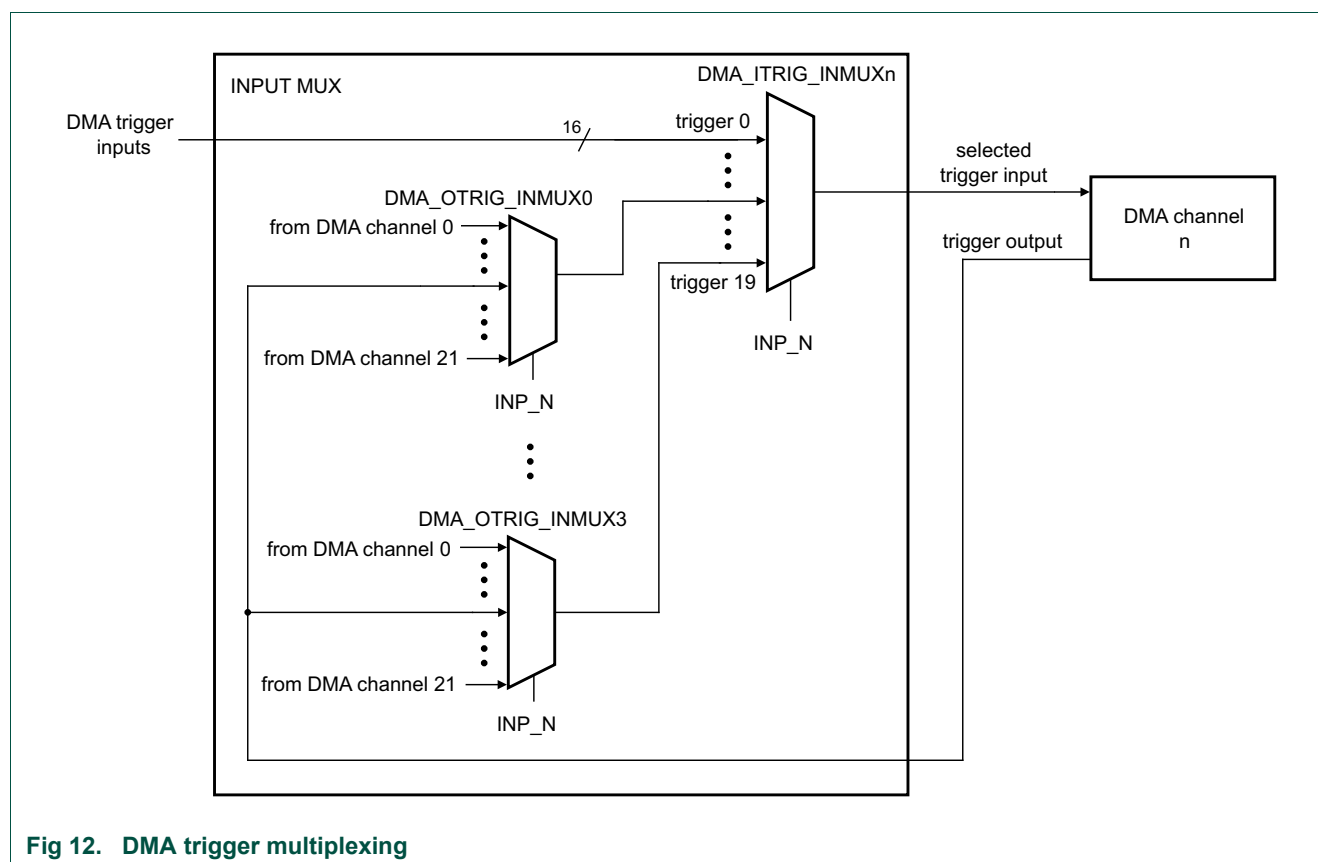 INPUT MUX
DMA_ITRIG_INMUXn
DMA trigger
inputs
16
trigger 0
selected
trigger input
DMA channel
n
trigger output
DMA_OTRIG_INMUX0
from DMA channel 0
from DMA channel 21
INP_N
trigger 19
INP_N
DMA_OTRIG_INMUX3
from DMA channel 0
from DMA channel 21
INP_N
Fig 12. DMA trigger multiplexing